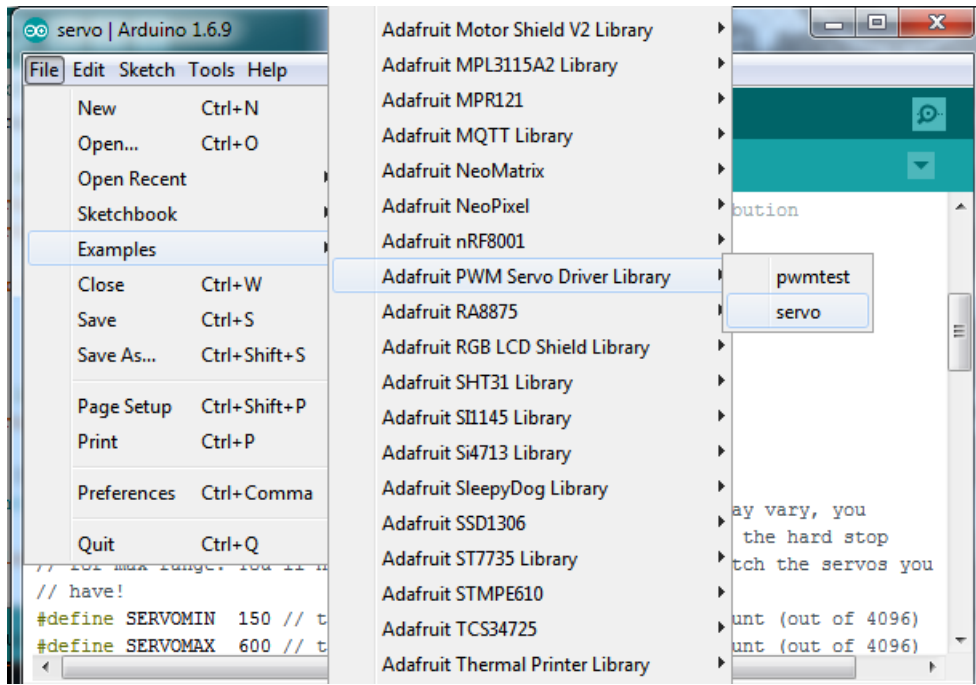 servo | Arduino 1.6.9
File Edit Sketch Tools Help
New Ctrl+N
Open... Ctrl+O
Open Recent
Sketchbook
Examples
Close Ctrl+W
Save Ctrl+S
Save As... Ctrl+Shift+S
Page Setup Ctrl+Shift+P
Print Ctrl+P
Preferences Ctrl+Comma
Quit Ctrl+Q
Adafruit Motor Shield V2 Library
Adafruit MPL3115A2 Library
Adafruit MPR121
Adafruit MQTT Library
Adafruit NeoMatrix
Adafruit NeoPixel
Adafruit nRF8001
Adafruit PWM Servo Driver Library
Adafruit RA8875
Adafruit RGB LCD Shield Library
Adafruit SHT31 Library
Adafruit SI1145 Library
Adafruit Si4713 Library
Adafruit SleepyDog Library
Adafruit SSD1306
Adafruit ST7735 Library
Adafruit STMPE610
Adafruit TCS34725
Adafruit Thermal Printer Library
pwmtest
servo
bution
ay vary, you
the hard stop
// for max range. You'll n tch the servos you
// have!
#define SERVOMIN 150 // t unt (out of 4096)
#define SERVOMAX 600 // t unt (out of 4096)